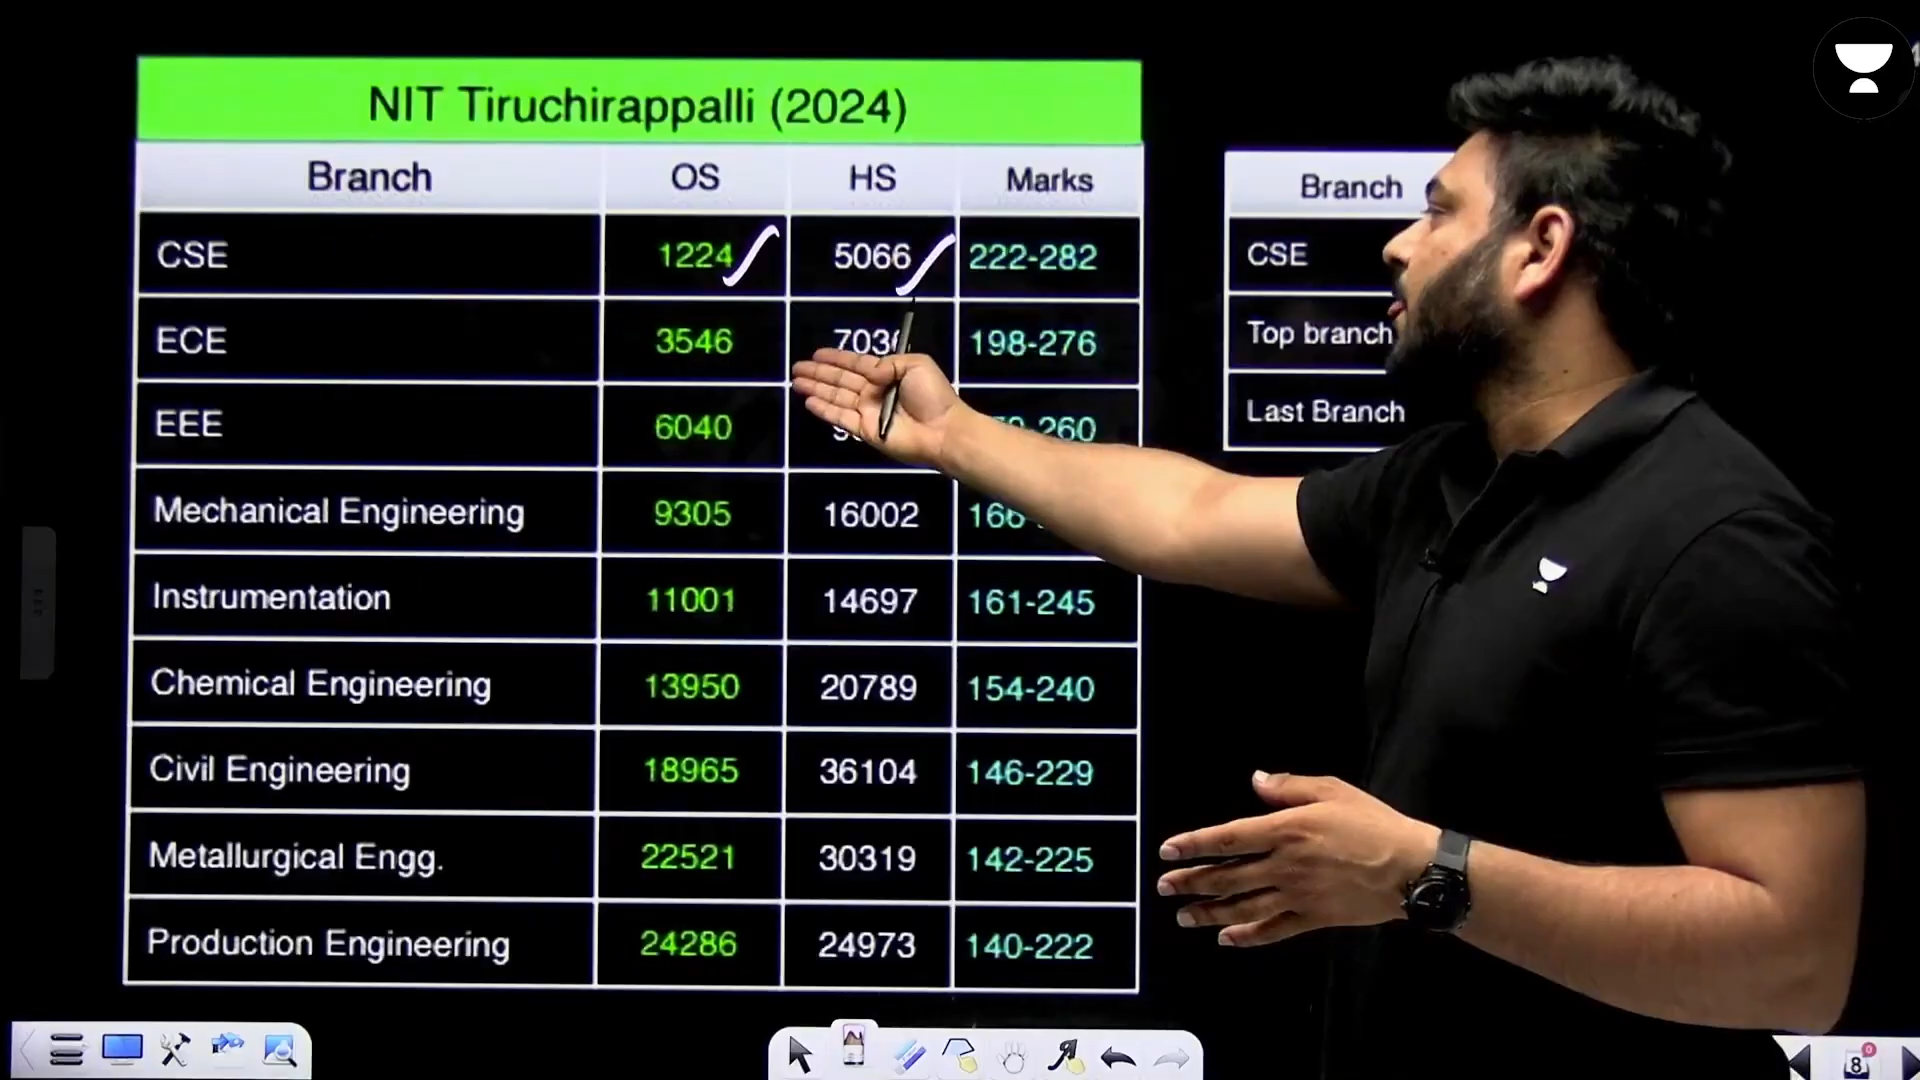 NIT Tiruchirappalli (2024)
Branch OS HS Marks
CSE 1224 5066 222-282
ECE 3546 198-276
EEE 6040
Mechanical Engineering 9305 16002
Instrumentation 11001 14697 161-245
Chemical Engineering 13950 20789 154-240
Civil Engineering 18965 36104 146-229
Metallurgical Engg. 22521 30319 142-225
Production Engineering 24286 24973 140-222
Branch
CSE
Top branch
Last Branch
8
0